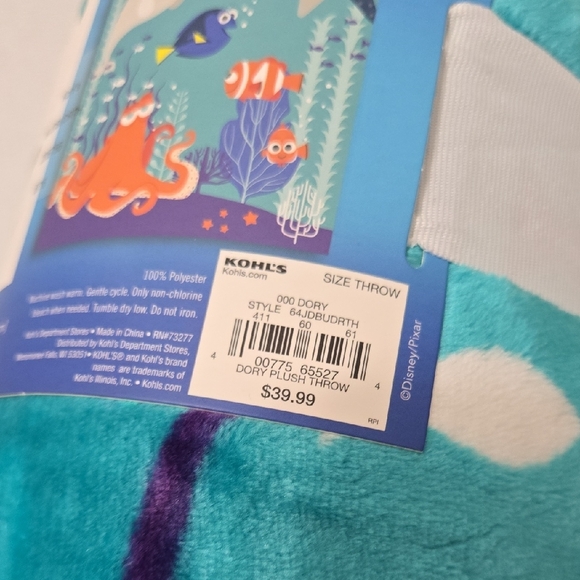 100% Polyester
Machine wash warm. Gentle cycle. Only non-chlorine
bleach when needed. Tumble dry low. Do not iron.
Kohl's Department Stores • Made in China • RN#73277
Distributed by Kohl's Department Stores,
Menomonee Falls, WI 53051 • KOHL'S® and Kohl's brand
names are trademarks of
Kohl's Illinois, Inc. • Kohls.com
KOHL'S
Kohls.com
SIZE THROW
000 DORY
STYLE 64JDBUDRTH
411 60 61
4 00775 65527 4
DORY PLUSH THROW
$39.99
RPI
©Disney/Pixar